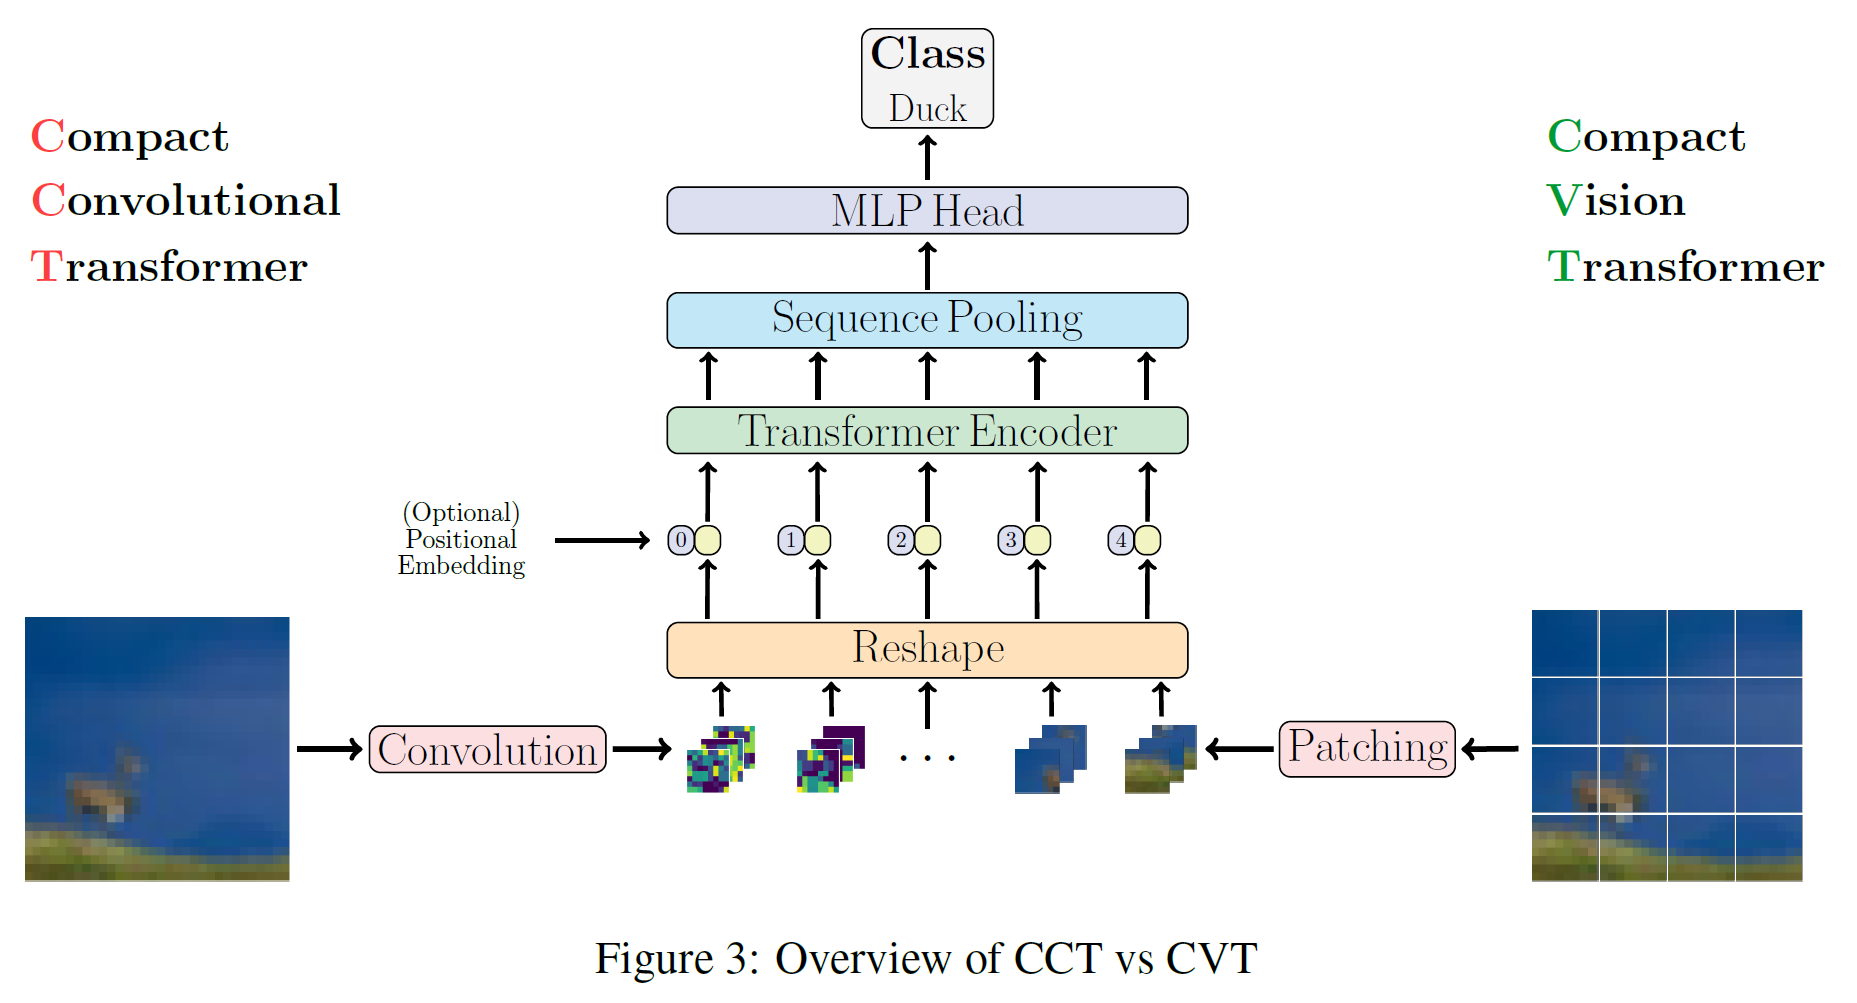 Class
Duck
Compact
Convolutional
Transformer
Compact
Vision
Transformer
MLP Head
Sequence Pooling
Transformer Encoder
(Optional)
Positional
Embedding
0 1 2 3 4
Reshape
Convolution
. . .
Patching
Figure 3: Overview of CCT vs CVT